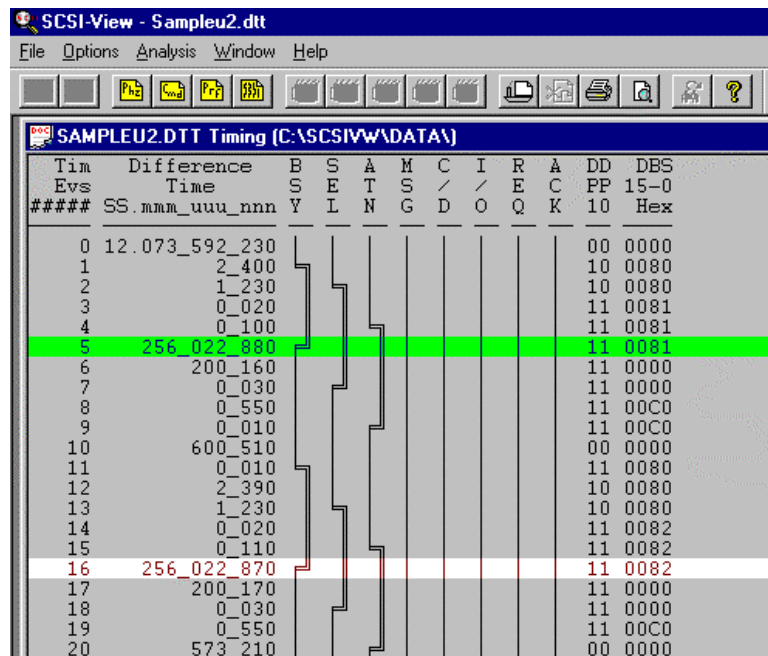 SCSI-View - Sampleu2.dtt
File Options Analysis Window Help
Phz Cmd Prf
SAMPLEU2.DTT Timing (C:\SCSIVW\DATA\)
Tim Difference B S A M C I R A DD DBS
Evs Time S E T S / / E C PP 15-0
##### SS.mmm_uuu_nnn Y L N G D O Q K 10 Hex
0 12.073_592_230 00 0000
1 2_400 10 0080
2 1_230 10 0080
3 0_020 11 0081
4 0_100 11 0081
5 256_022_880 11 0081
6 200_160 11 0000
7 0_030 11 0000
8 0_550 11 00C0
9 0_010 11 00C0
10 600_510 00 0000
11 0_010 11 0080
12 2_390 10 0080
13 1_230 10 0080
14 0_020 11 0082
15 0_110 11 0082
16 256_022_870 11 0082
17 200_170 11 0000
18 0_030 11 0000
19 0_550 11 00C0
20 573_210 00 0000